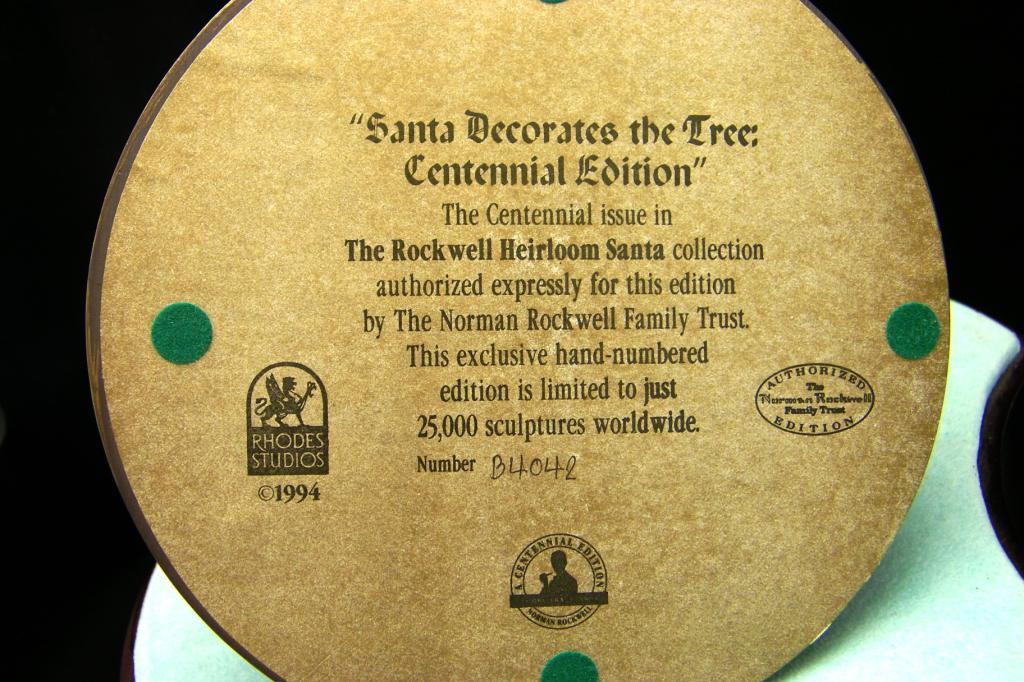 "Santa Decorates the Tree:
Centennial Edition"
The Centennial issue in
The Rockwell Heirloom Santa collection
authorized expressly for this edition
by The Norman Rockwell Family Trust.
This exclusive hand-numbered
edition is limited to just
25,000 sculptures worldwide.
Number B4042
RHODES
STUDIOS
©1994
AUTHORIZED
The
Norman Rockwell
Family Trust
EDITION
A CENTENNIAL EDITION
NORMAN ROCKWELL